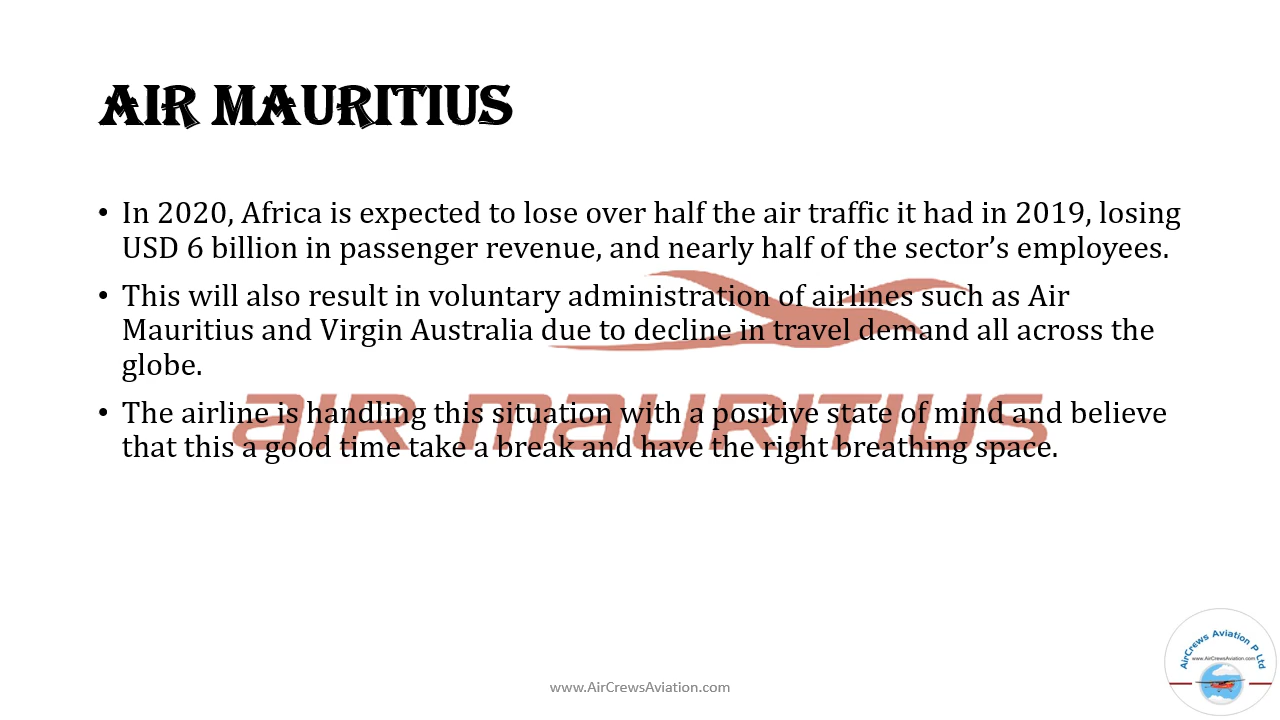 AIR MAURITIUS
• In 2020, Africa is expected to lose over half the air traffic it had in 2019, losing
USD 6 billion in passenger revenue, and nearly half of the sector’s employees.
• This will also result in voluntary administration of airlines such as Air
Mauritius and Virgin Australia due to decline in travel demand all across the
globe.
AIR MAURITIUS
• The airline is handling this situation with a positive state of mind and believe
that this a good time take a break and have the right breathing space.
AirCrews Aviation P Ltd
www.AirCrewsAviation.com
www.AirCrewsAviation.com